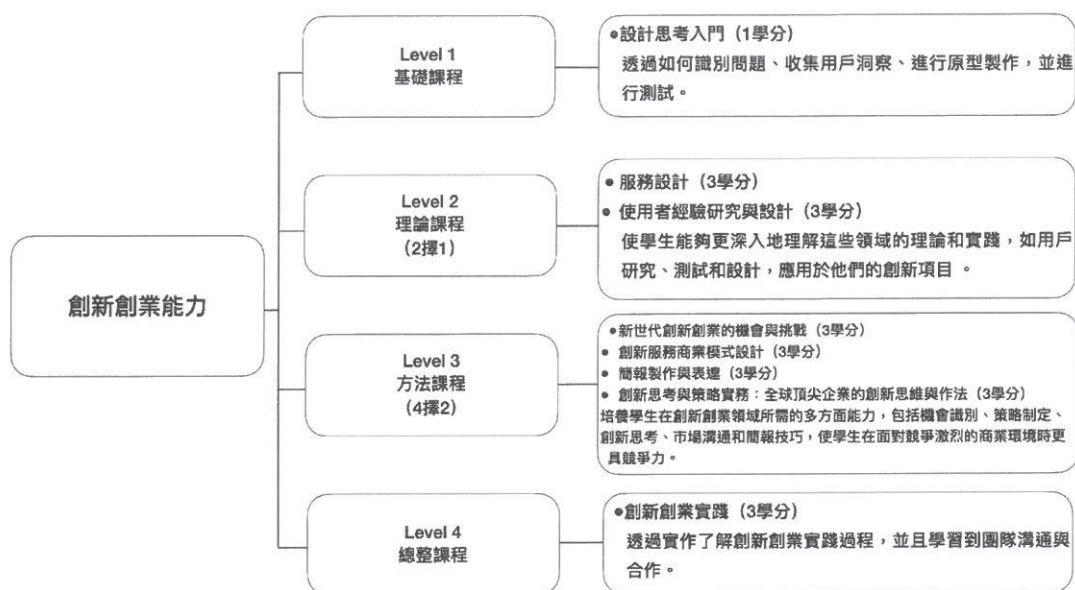 創新創業能力
Level 1
基礎課程
●設計思考入門（1學分）
透過如何識別問題、收集用戶洞察、進行原型製作，並進
行測試。
Level 2
理論課程
(2擇1)
● 服務設計（3學分）
● 使用者經驗研究與設計（3學分）
使學生能夠更深入地理解這些領域的理論和實踐，如用戶
研究、測試和設計，應用於他們的創新項目 。
Level 3
方法課程
(4擇2)
●新世代創新創業的機會與挑戰（3學分）
● 創新服務商業模式設計（3學分）
● 簡報製作與表達（3學分）
● 創新思考與策略實務：全球頂尖企業的創新思維與作法（3學分）
培養學生在創新創業領域所需的多方面能力，包括機會識別、策略制定、
創新思考、市場溝通和簡報技巧，使學生在面對競爭激烈的商業環境時更
具競爭力。
Level 4
總整課程
●創新創業實踐（3學分）
透過實作了解創新創業實踐過程，並且學習到團隊溝通與
合作。